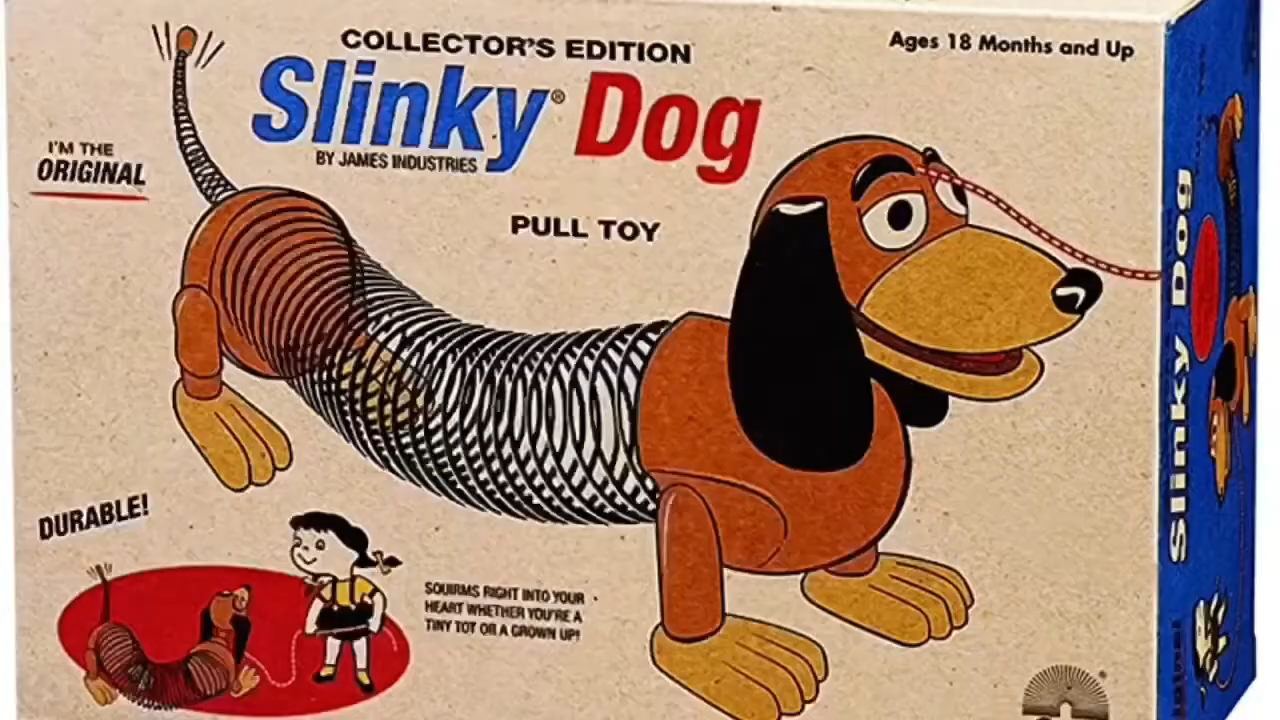 COLLECTOR'S EDITION
Ages 18 Months and Up
Slinky® Dog
BY JAMES INDUSTRIES
I'M THE
ORIGINAL
PULL TOY
DURABLE!
SQUIRMS RIGHT INTO YOUR
HEART WHETHER YOU'RE A
TINY TOT OR A GROWN UP!
Slinky Dog